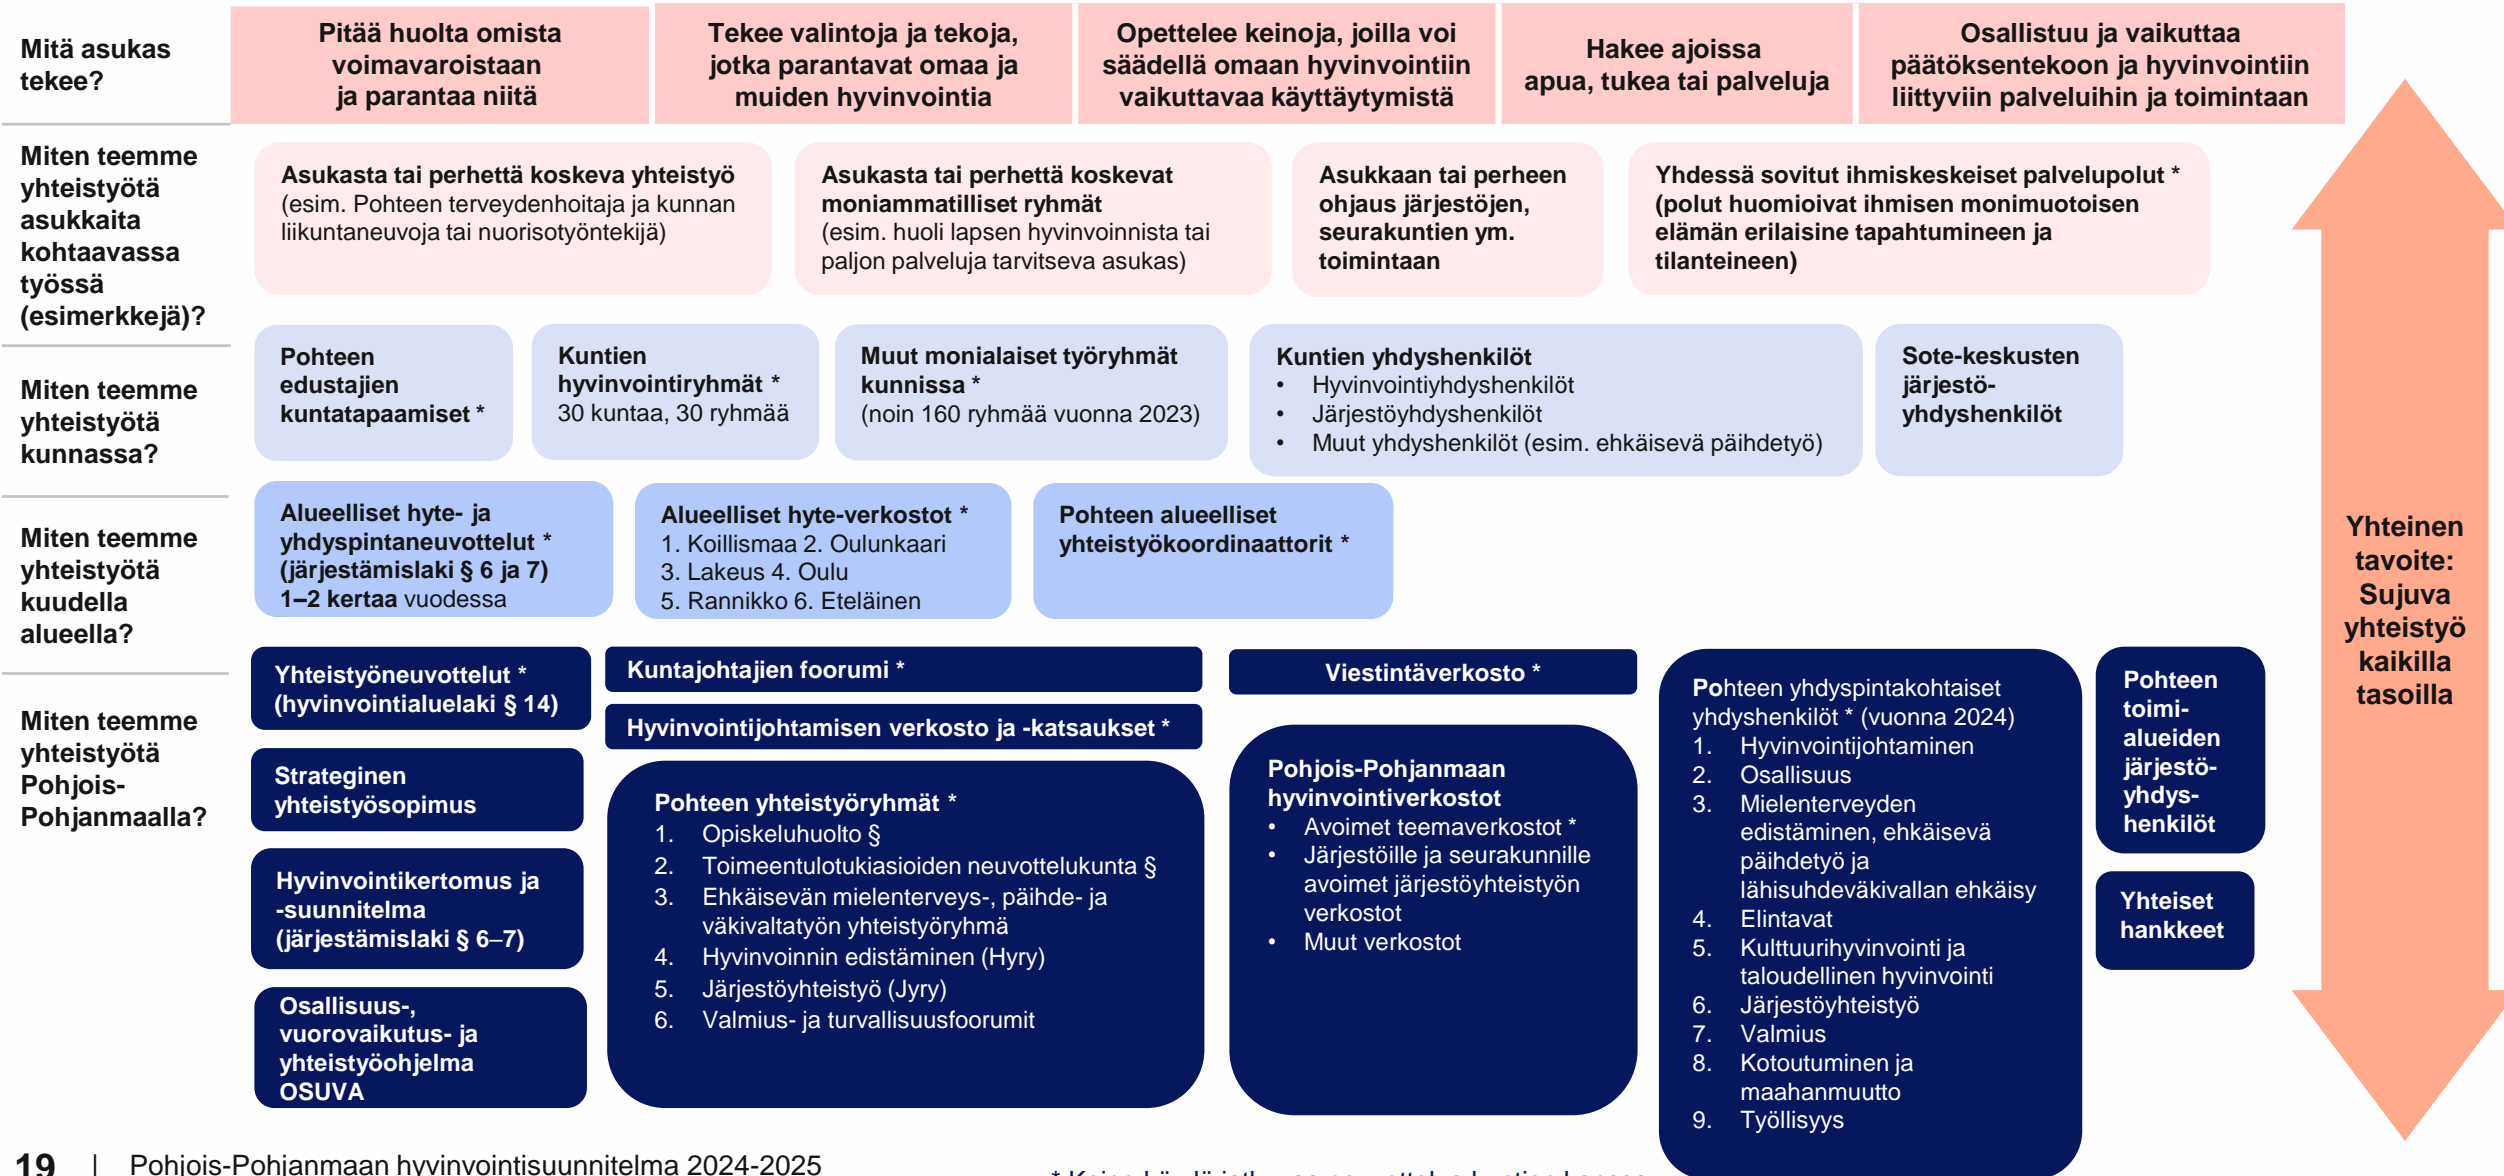 Mitä asukas
tekee?
Pitää huolta omista
voimavaroistaan
ja parantaa niitä
Tekee valintoja ja tekoja,
jotka parantavat omaa ja
muiden hyvinvointia
Opettelee keinoja, joilla voi
säädellä omaan hyvinvointiin
vaikuttavaa käyttäytymistä
Hakee ajoissa
apua, tukea tai palveluja
Osallistuu ja vaikuttaa
päätöksentekoon ja hyvinvointiin
liittyviin palveluihin ja toimintaan
Miten teemme
yhteistyötä
asukkaita
kohtaavassa
työssä
(esimerkkejä)?
Asukasta tai perhettä koskeva yhteistyö
(esim. Pohteen terveydenhoitaja ja kunnan
liikuntaneuvoja tai nuorisotyöntekijä)
Asukasta tai perhettä koskevat
moniammatilliset ryhmät
(esim. huoli lapsen hyvinvoinnista tai
paljon palveluja tarvitseva asukas)
Asukkaan tai perheen
ohjaus järjestöjen,
seurakuntien ym.
toimintaan
Yhdessä sovitut ihmiskeskeiset palvelupolut *
(polut huomioivat ihmisen monimuotoisen
elämän erilaisine tapahtumineen ja
tilanteineen)
Miten teemme
yhteistyötä
kunnassa?
Pohteen
edustajien
kuntatapaamiset *
Kuntien
hyvinvointiryhmät *
30 kuntaa, 30 ryhmää
Muut monialaiset työryhmät
kunnissa *
(noin 160 ryhmää vuonna 2023)
Kuntien yhdyshenkilöt
• Hyvinvointiyhdyshenkilöt
• Järjestöyhdyshenkilöt
• Muut yhdyshenkilöt (esim. ehkäisevä päihdetyö)
Sote-keskusten
järjestö-
yhdyshenkilöt
Miten teemme
yhteistyötä
kuudella
alueella?
Alueelliset hyte- ja
yhdyspintaneuvottelut *
(järjestämislaki § 6 ja 7)
1–2 kertaa vuodessa
Alueelliset hyte-verkostot *
1. Koillismaa 2. Oulunkaari
3. Lakeus 4. Oulu
5. Rannikko 6. Eteläinen
Pohteen alueelliset
yhteistyökoordinaattorit *
Miten teemme
yhteistyötä
Pohjois-
Pohjanmaalla?
Yhteistyöneuvottelut *
(hyvinvointialuelaki § 14)
Strateginen
yhteistyösopimus
Hyvinvointikertomus ja
-suunnitelma
(järjestämislaki § 6–7)
Osallisuus-,
vuorovaikutus- ja
yhteistyöohjelma
OSUVA
Kuntajohtajien foorumi *
Hyvinvointijohtamisen verkosto ja -katsaukset *
Pohteen yhteistyöryhmät *
1. Opiskeluhuolto §
2. Toimeentulotukiasioiden neuvottelukunta §
3. Ehkäisevän mielenterveys-, päihde- ja
väkivaltatyön yhteistyöryhmä
4. Hyvinvoinnin edistäminen (Hyry)
5. Järjestöyhteistyö (Jyry)
6. Valmius- ja turvallisuusfoorumit
Viestintäverkosto *
Pohjois-Pohjanmaan
hyvinvointiverkostot
• Avoimet teemaverkostot *
• Järjestöille ja seurakunnille
avoimet järjestöyhteistyön
verkostot
• Muut verkostot
Pohteen yhdyspintakohtaiset
yhdyshenkilöt * (vuonna 2024)
1. Hyvinvointijohtaminen
2. Osallisuus
3. Mielenterveyden
edistäminen, ehkäisevä
päihdetyö ja
lähisuhdeväkivallan ehkäisy
4. Elintavat
5. Kulttuurihyvinvointi ja
taloudellinen hyvinvointi
6. Järjestöyhteistyö
7. Valmius
8. Kotoutuminen ja
maahanmuutto
9. Työllisyys
Pohteen
toimi-
alueiden
järjestö-
yhdys-
henkilöt
Yhteiset
hankkeet
Yhteinen
tavoite:
Sujuva
yhteistyö
kaikilla
tasoilla
19 | Pohjois-Pohjanmaan hyvinvointisuunnitelma 2024-2025